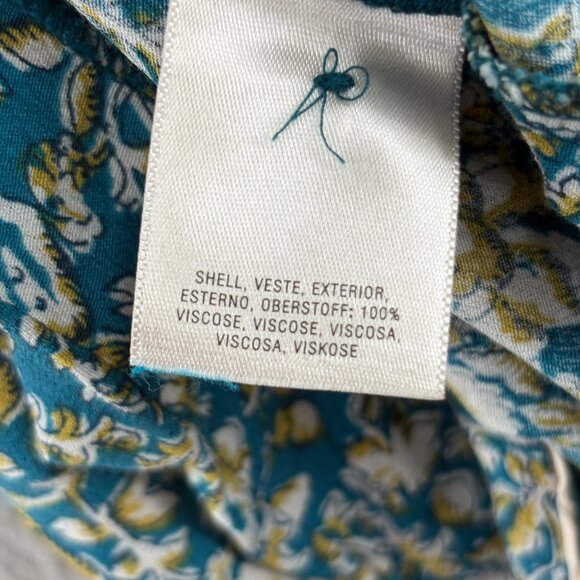 SHELL, VESTE, EXTERIOR,
ESTERNO, OBERSTOFF: 100%
VISCOSE, VISCOSE, VISCOSA,
VISCOSA, VISKOSE